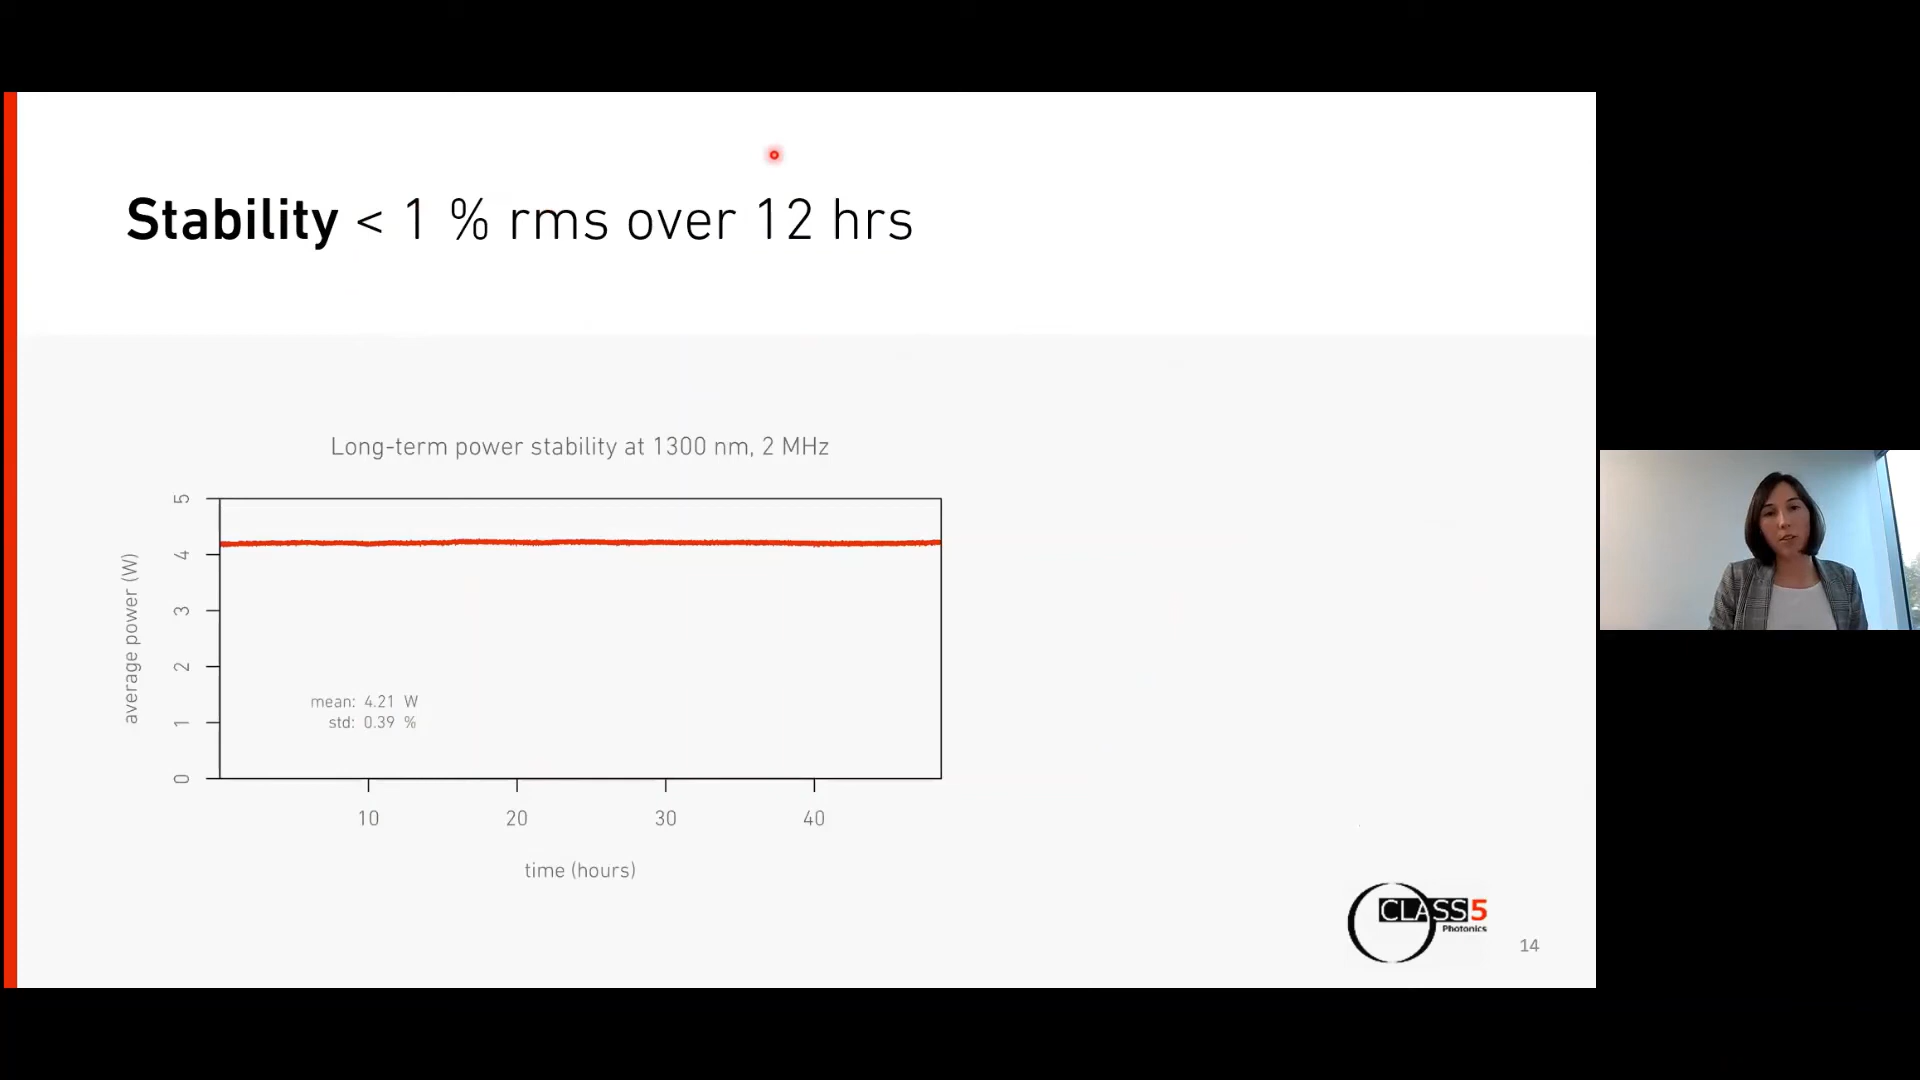 Stability < 1 % rms over 12 hrs
Long-term power stability at 1300 nm, 2 MHz
average power (W)
5
4
3
2
1
0
mean: 4.21 W
std: 0.39 %
10 20 30 40
time (hours)
CLASS5
Photonics
14